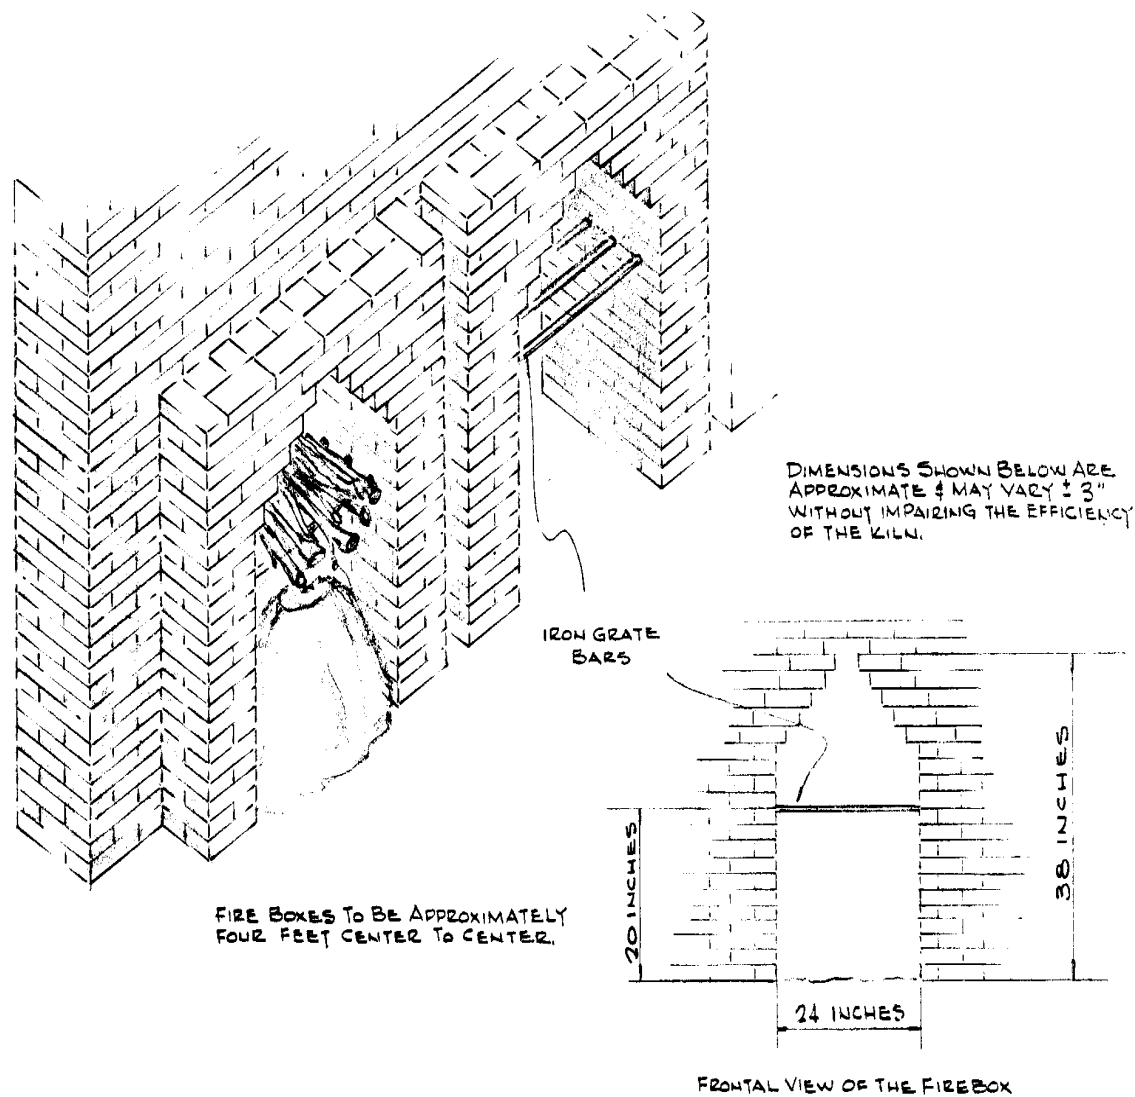 DIMENSIONS SHOWN BELOW ARE
APPROXIMATE & MAY VARY ± 3"
WITHOUT IMPAIRING THE EFFICIENCY
OF THE KILN.
IRON GRATE
BARS
FIRE BOXES TO BE APPROXIMATELY
FOUR FEET CENTER TO CENTER.
20 INCHES
38 INCHES
24 INCHES
FRONTAL VIEW OF THE FIREBOX